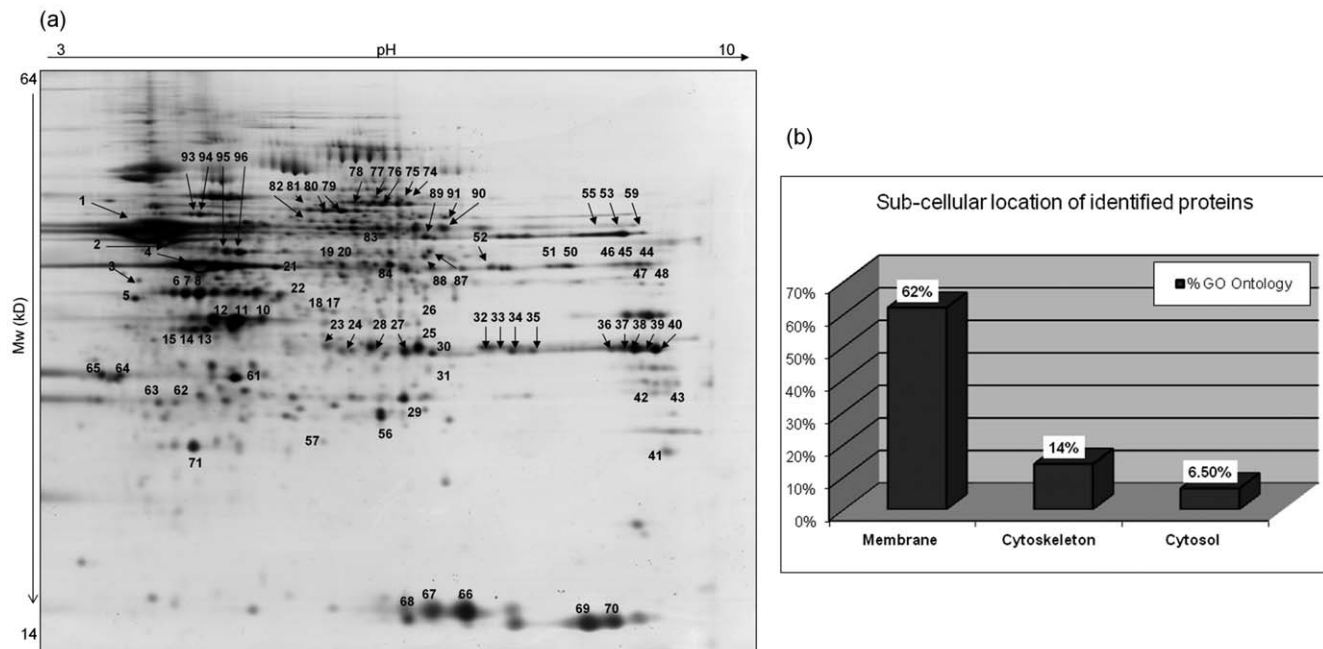 (a)
3 pH 10
64
93 94 95 96
78 77 76 75 74
82 81 80 79
1
89 91 90
55 53 59
83
2
4
19 20
52
51 50
46 45 44
3
21
84
88 87
47 48
6 7 8
5
22
18 17
12 11 10
26
23 24 28 27
25
32 33 34 35
36 37 38 39 40
15 14 13
30
65 64
61
31
63 62
42 43
29
56
57
71
41
Mw (kD)
68 67 66
69 70
14
(b)
Sub-cellular location of identified proteins
% GO Ontology
70%
62%
60%
50%
40%
30%
20%
14%
10%
6.50%
0%
Membrane Cytoskeleton Cytosol